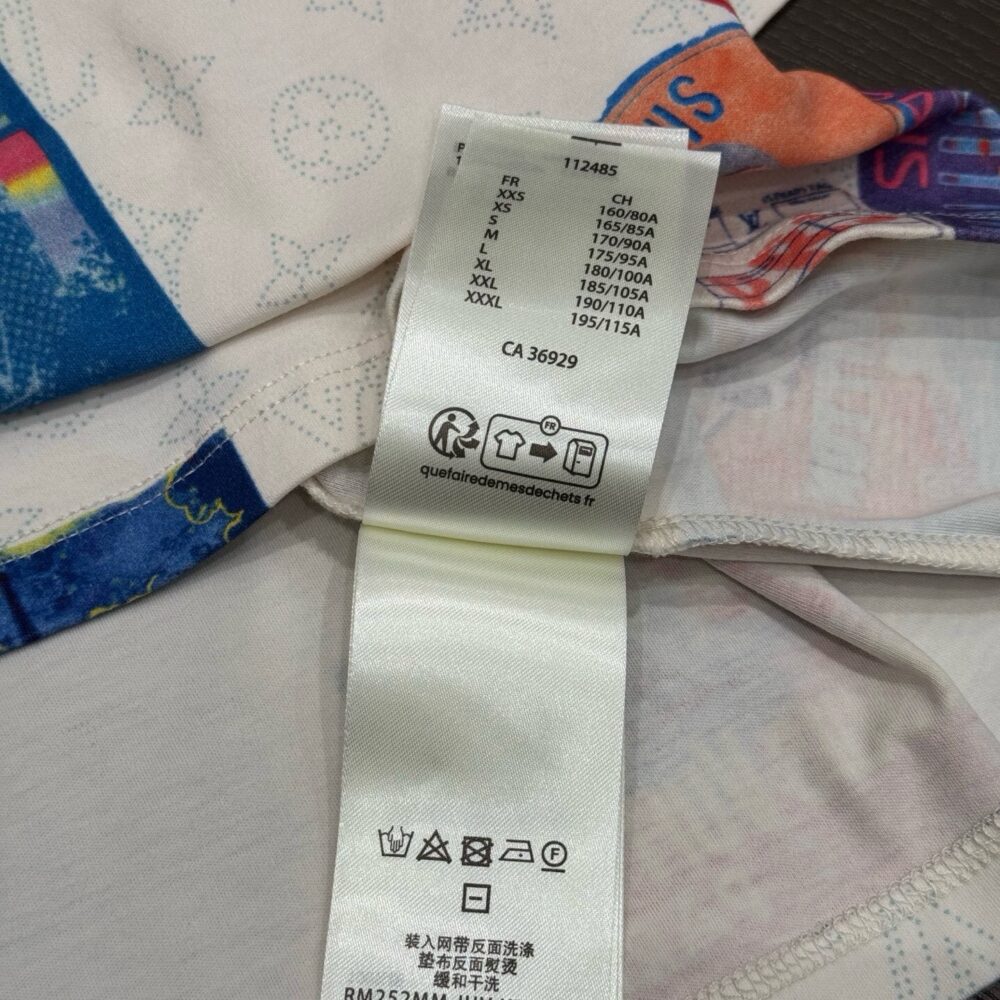 112485
FR CH
XXS 160/80A
XS 165/85A
S 170/90A
M 175/95A
L 180/100A
XL 185/105A
XXL 190/110A
XXXL 195/115A
CA 36929
FR
quefairedemesdechets fr
F
装入网带反面洗涤
垫布反面熨烫
缓和干洗
RM252MM